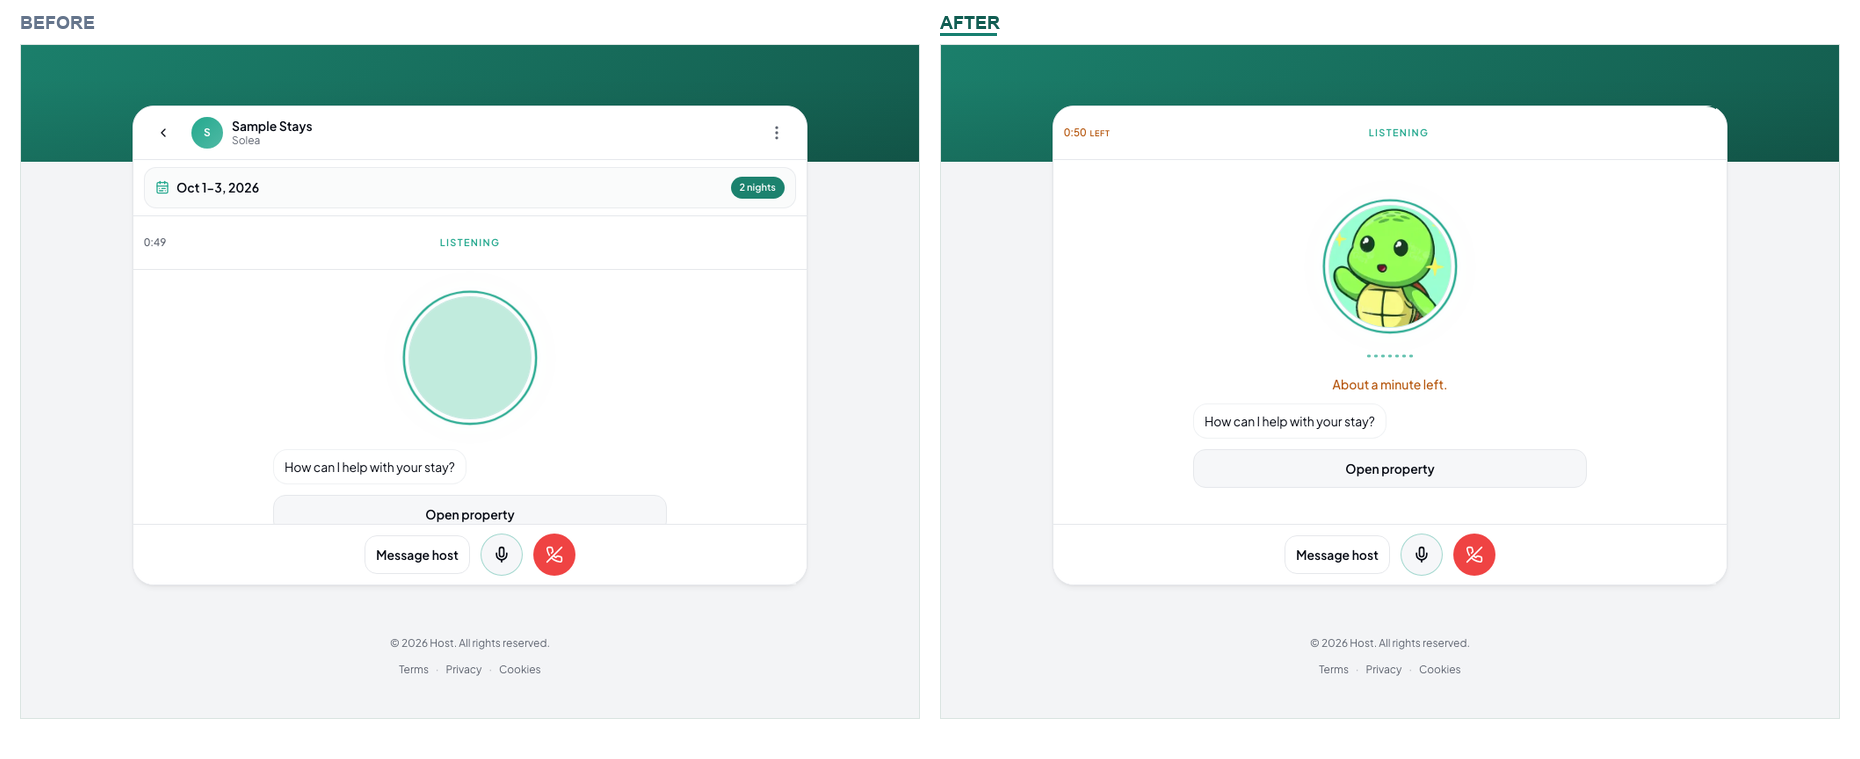 BEFORE
S
Sample Stays
Solea
Oct 1–3, 2026
2 nights
0:49
LISTENING
How can I help with your stay?
Open property
Message host
© 2026 Host. All rights reserved.
Terms · Privacy · Cookies
AFTER
0:50 LEFT
LISTENING
About a minute left.
How can I help with your stay?
Open property
Message host
© 2026 Host. All rights reserved.
Terms · Privacy · Cookies